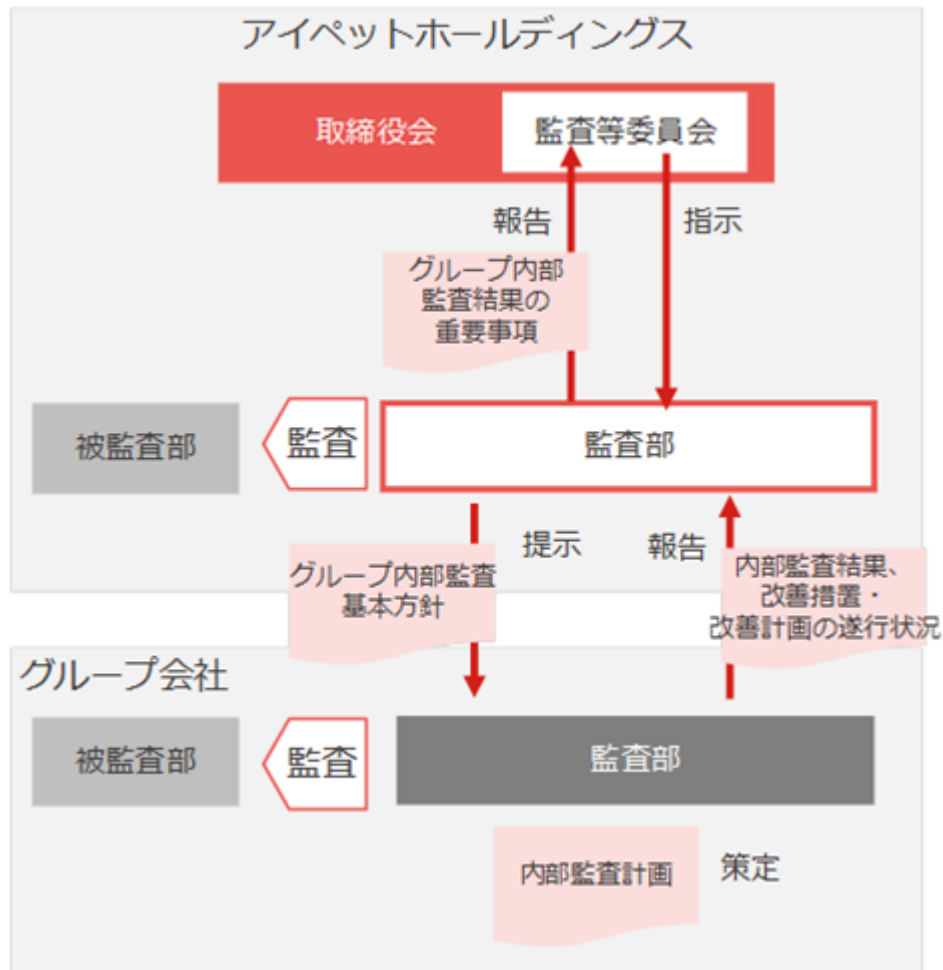 アイペットホールディングス
取締役会
監査等委員会
報告
指示
グループ内部
監査結果の
重要事項
被監査部
監査
監査部
提示
報告
グループ内部監査
基本方針
内部監査結果、
改善措置・
改善計画の遂行状況
グループ会社
被監査部
監査
監査部
内部監査計画
策定